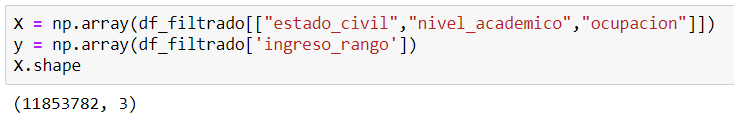 X = np.array(df_filtrado[["estado_civil","nivel_academico","ocupacion"]])
y = np.array(df_filtrado['ingreso_rango'])
X.shape
(11853782, 3)